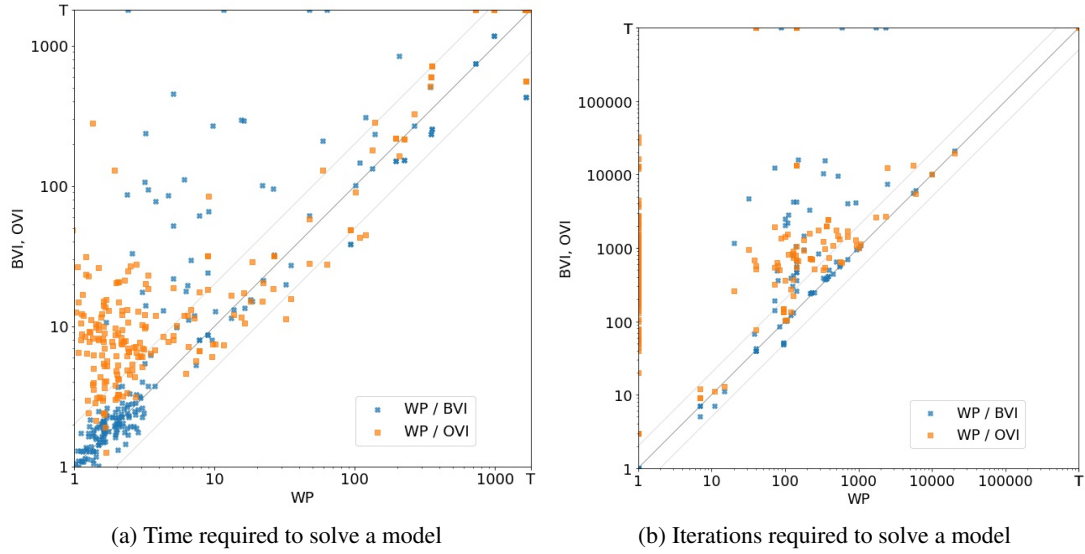 T
1000
100
10
1
BVI, OVI
1 10 100 1000 T
WP
WP / BVI
WP / OVI
(a) Time required to solve a model
T
100000
10000
1000
100
10
1
BVI, OVI
1 10 100 1000 10000 100000 T
WP
WP / BVI
WP / OVI
(b) Iterations required to solve a model